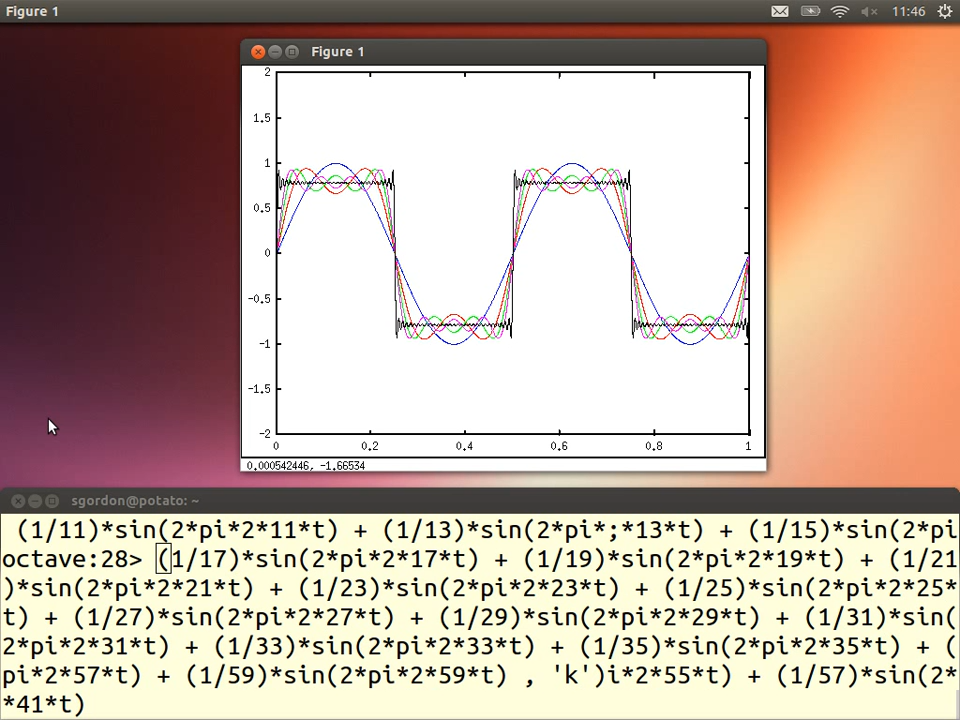 Figure 1
11:46
Figure 1
2
1.5
1
0.5
0
-0.5
-1
-1.5
-2
0 0.2 0.4 0.6 0.8 1
0.000542446, -1.66534
sgordon@potato: ~
(1/11)*sin(2*pi*2*11*t) + (1/13)*sin(2*pi*;*13*t) + (1/15)*sin(2*pi
octave:28> (1/17)*sin(2*pi*2*17*t) + (1/19)*sin(2*pi*2*19*t) + (1/21
)*sin(2*pi*2*21*t) + (1/23)*sin(2*pi*2*23*t) + (1/25)*sin(2*pi*2*25*
t) + (1/27)*sin(2*pi*2*27*t) + (1/29)*sin(2*pi*2*29*t) + (1/31)*sin(
2*pi*2*31*t) + (1/33)*sin(2*pi*2*33*t) + (1/35)*sin(2*pi*2*35*t) + (
pi*2*57*t) + (1/59)*sin(2*pi*2*59*t) , 'k')i*2*55*t) + (1/57)*sin(2*
*41*t)